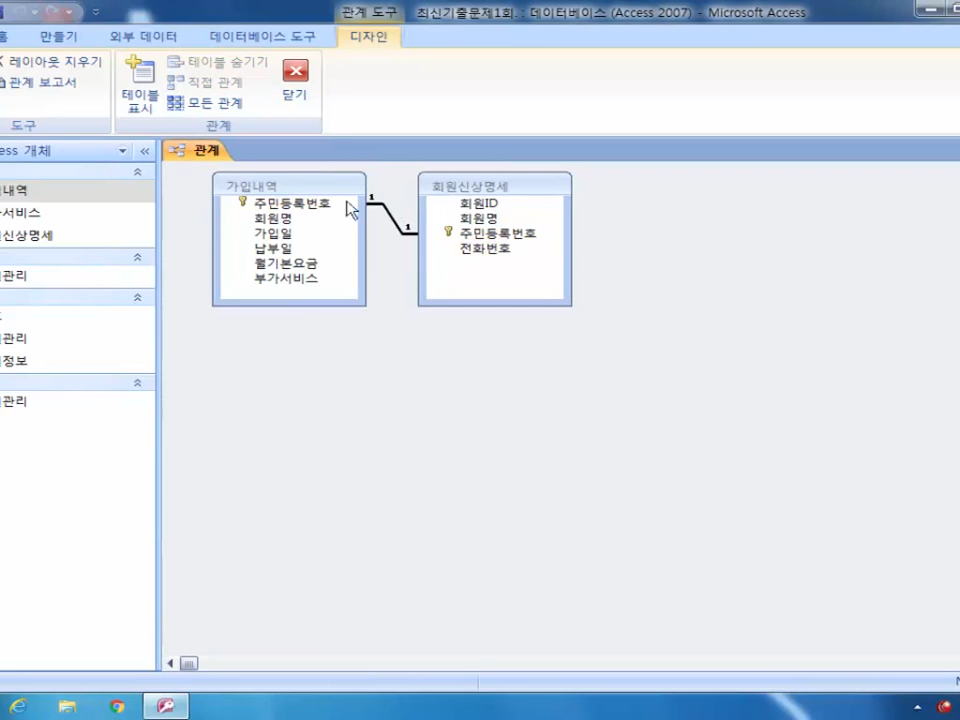 관계 도구
최신기출문제1회. : 데이터베이스 (Access 2007) - Microsoft Access
홈 만들기 외부 데이터 데이터베이스 도구 디자인
레이아웃 지우기
관계 보고서
도구
테이블 표시
테이블 숨기기
직접 관계
모든 관계
닫기
관계
ess 개체 «
내역
서비스
신상명세
관리
관리
정보
관리
관계
가입내역
주민등록번호
회원명
가입일
납부일
월기본요금
부가서비스
1
1
회원신상명세
회원ID
회원명
주민등록번호
전화번호